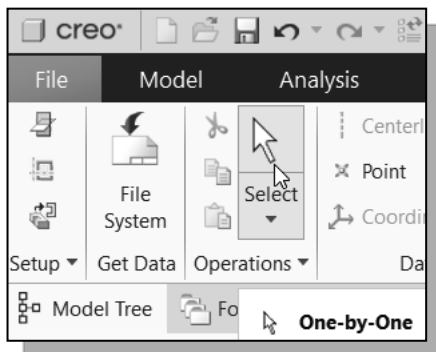 creo
File Model Analysis
Centerl
Point
File System
Select
Coordi
Setup Get Data Operations Da
Model Tree Fo
One-by-One